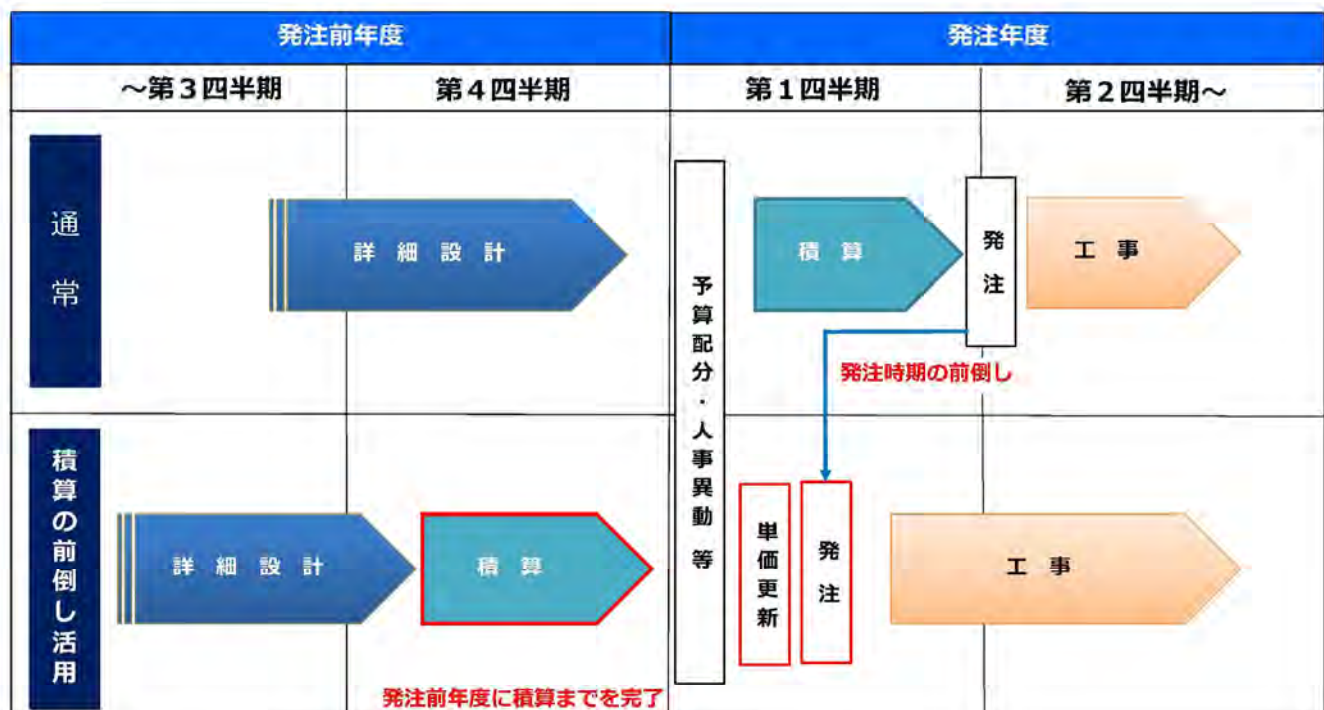 発注前年度
発注年度
～第３四半期
第４四半期
第１四半期
第２四半期～
通常
詳細設計
予算配分・人事異動 等
積算
発注
工事
発注時期の前倒し
積算の前倒し活用
詳細設計
積算
単価更新
発注
工事
発注前年度に積算までを完了